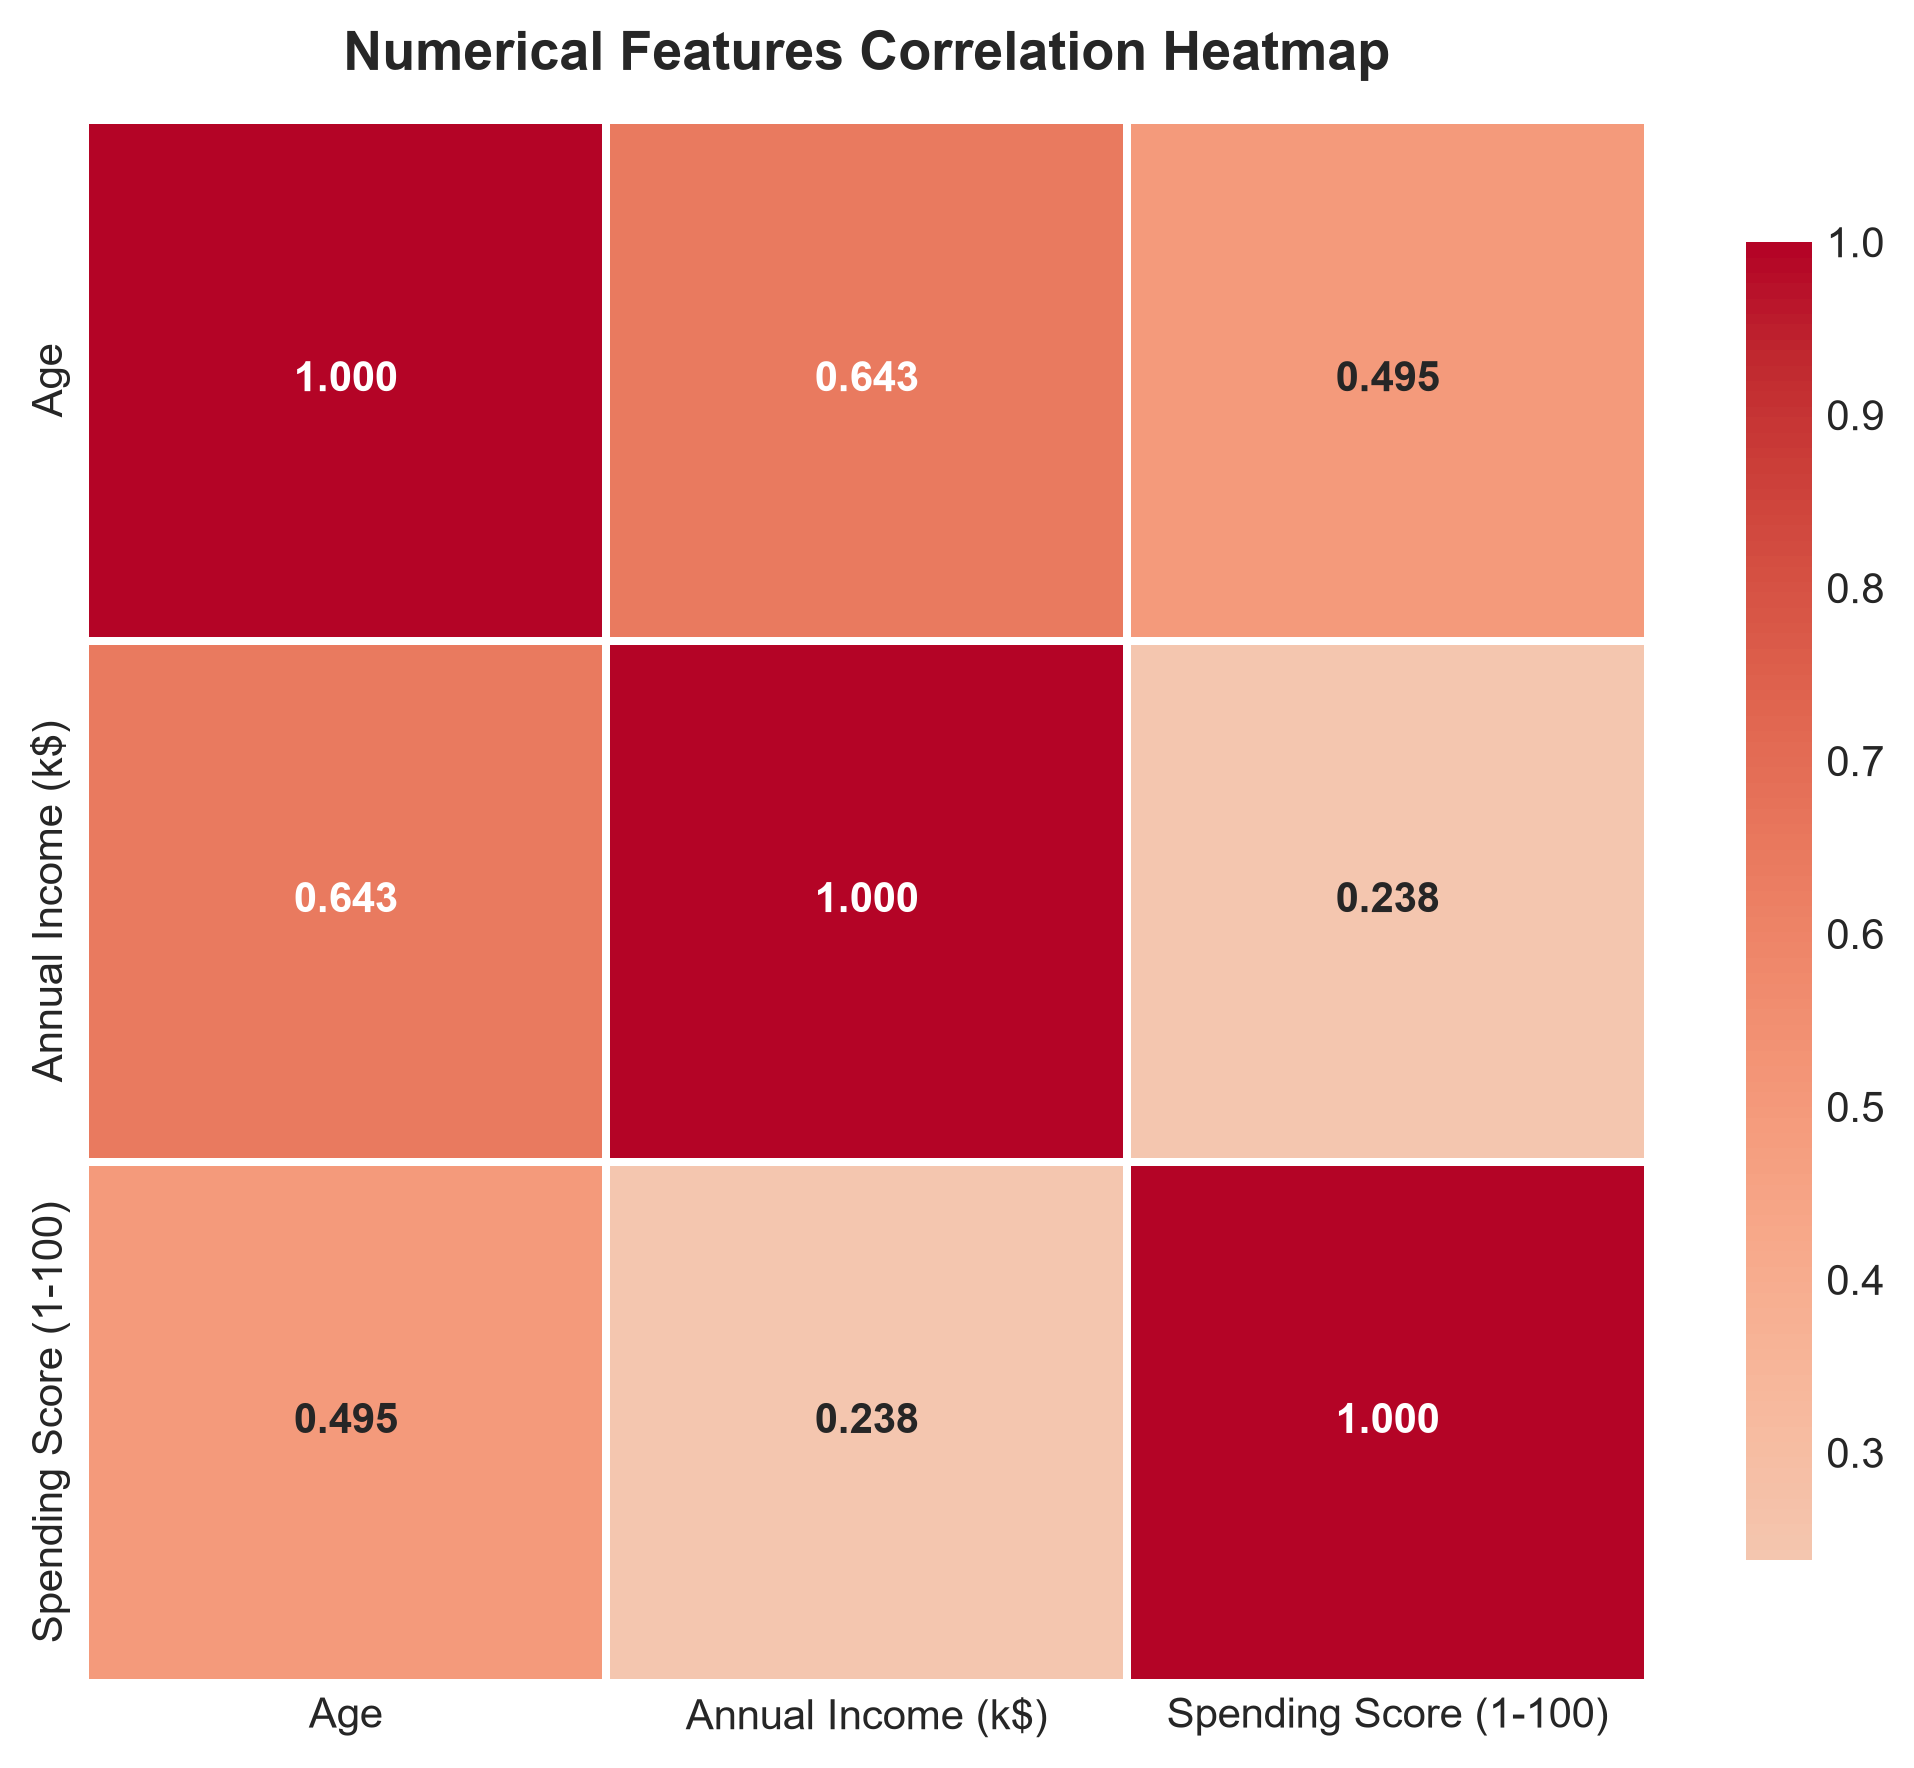 Numerical Features Correlation Heatmap
Age
1.000
0.643
0.495
Annual Income (k$)
0.643
1.000
0.238
Spending Score (1-100)
0.495
0.238
1.000
Age
Annual Income (k$)
Spending Score (1-100)
1.0
0.9
0.8
0.7
0.6
0.5
0.4
0.3